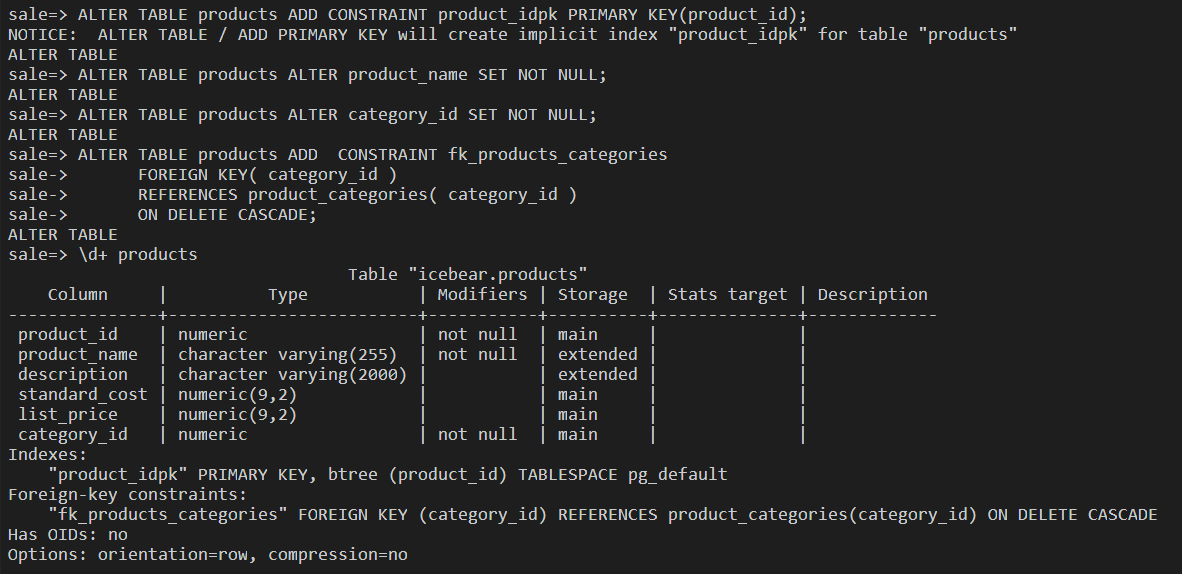 sale=> ALTER TABLE products ADD CONSTRAINT product_idpk PRIMARY KEY(product_id);
NOTICE:  ALTER TABLE / ADD PRIMARY KEY will create implicit index "product_idpk" for table "products"
ALTER TABLE
sale=> ALTER TABLE products ALTER product_name SET NOT NULL;
ALTER TABLE
sale=> ALTER TABLE products ALTER category_id SET NOT NULL;
ALTER TABLE
sale=> ALTER TABLE products ADD  CONSTRAINT fk_products_categories
sale->       FOREIGN KEY( category_id )
sale->       REFERENCES product_categories( category_id )
sale->       ON DELETE CASCADE;
ALTER TABLE
sale=> \d+ products
                                  Table "icebear.products"
    Column     |          Type           | Modifiers | Storage  | Stats target | Description
---------------+-------------------------+-----------+----------+--------------+-------------
 product_id    | numeric                 | not null  | main     |              |
 product_name  | character varying(255)  | not null  | extended |              |
 description   | character varying(2000) |           | extended |              |
 standard_cost | numeric(9,2)            |           | main     |              |
 list_price    | numeric(9,2)            |           | main     |              |
 category_id   | numeric                 | not null  | main     |              |
Indexes:
    "product_idpk" PRIMARY KEY, btree (product_id) TABLESPACE pg_default
Foreign-key constraints:
    "fk_products_categories" FOREIGN KEY (category_id) REFERENCES product_categories(category_id) ON DELETE CASCADE
Has OIDs: no
Options: orientation=row, compression=no